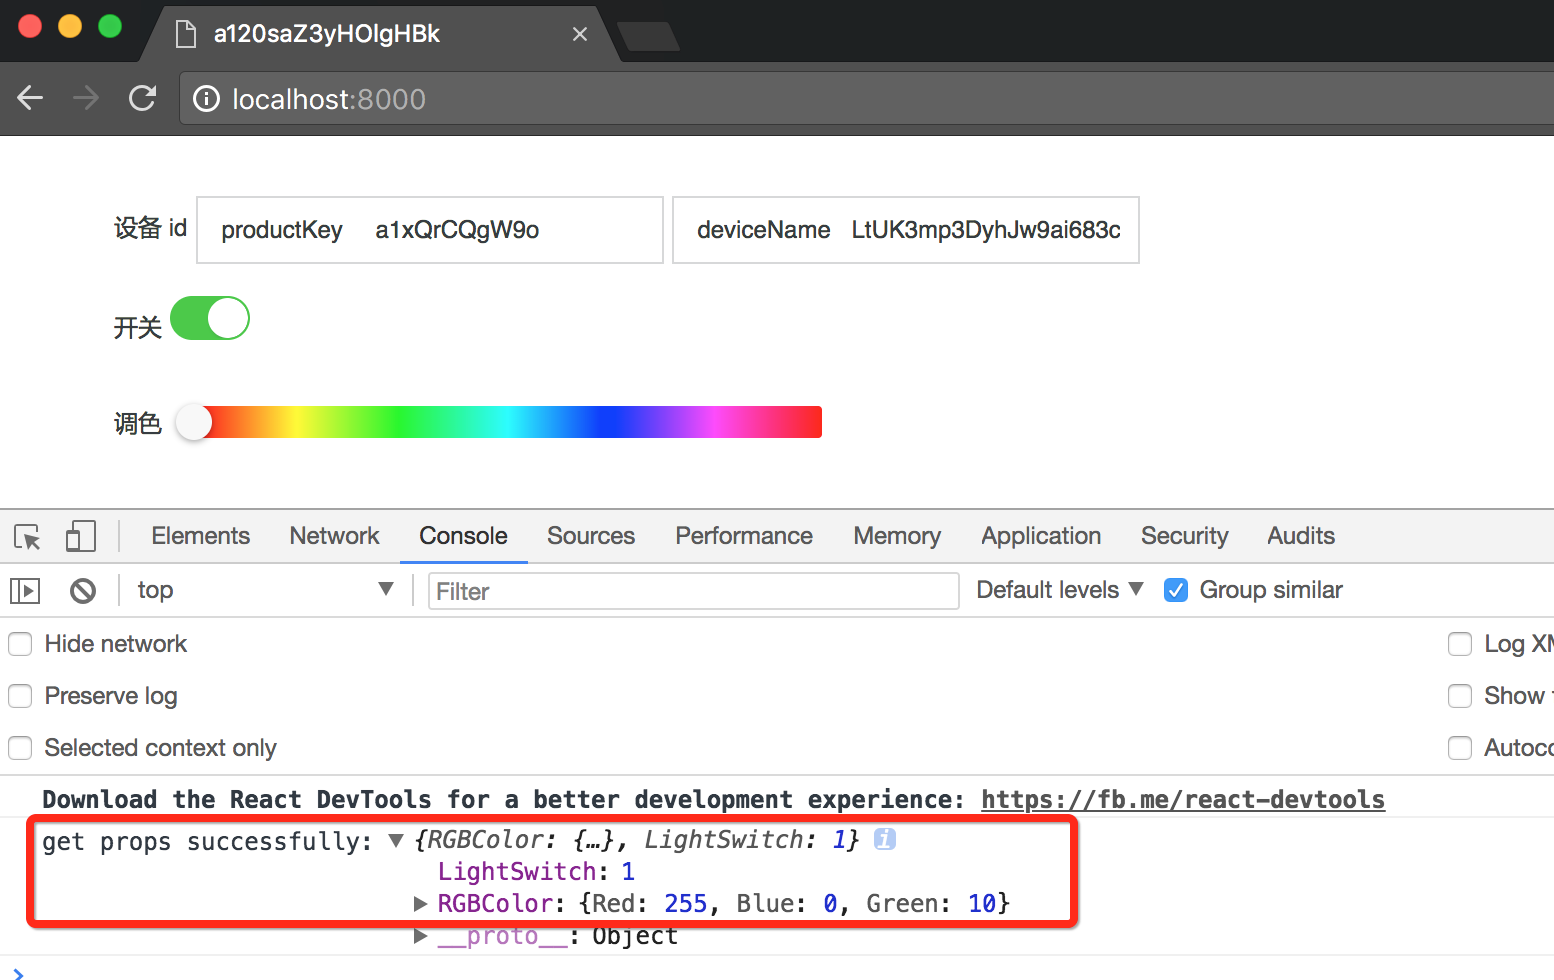 a120saZ3yHOlgHBk
localhost:8000
设备 id productKey a1xQrCQgW9o deviceName LtUK3mp3DyhJw9ai683c
开关
调色
Elements Network Console Sources Performance Memory Application Security Audits
top Filter Default levels Group similar
Hide network Log XM
Preserve log Show
Selected context only Autoco
Download the React DevTools for a better development experience: https://fb.me/react-devtools
get props successfully: ▼ {RGBColor: {…}, LightSwitch: 1} i
LightSwitch: 1
▶ RGBColor: {Red: 255, Blue: 0, Green: 10}
▶ __proto__: Object